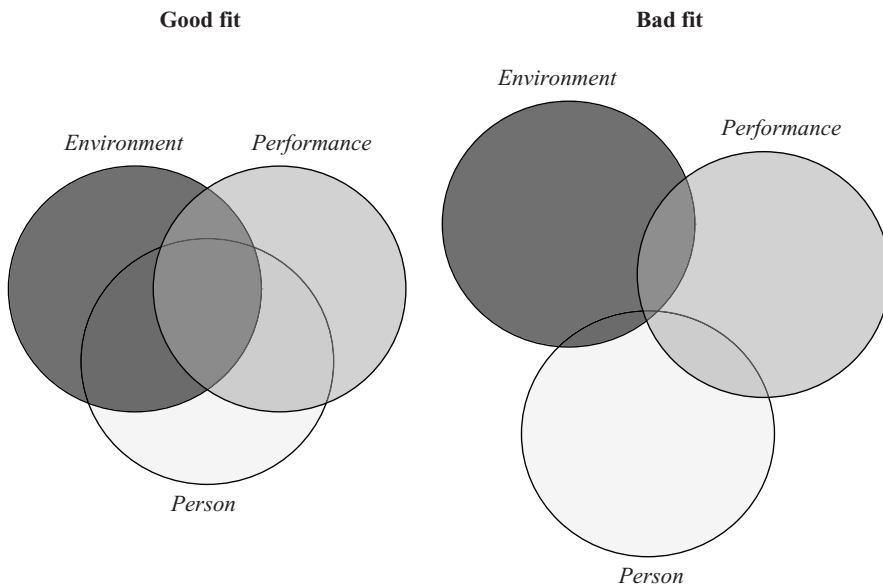 Good fit
Environment
Performance
Person
Bad fit
Environment
Performance
Person